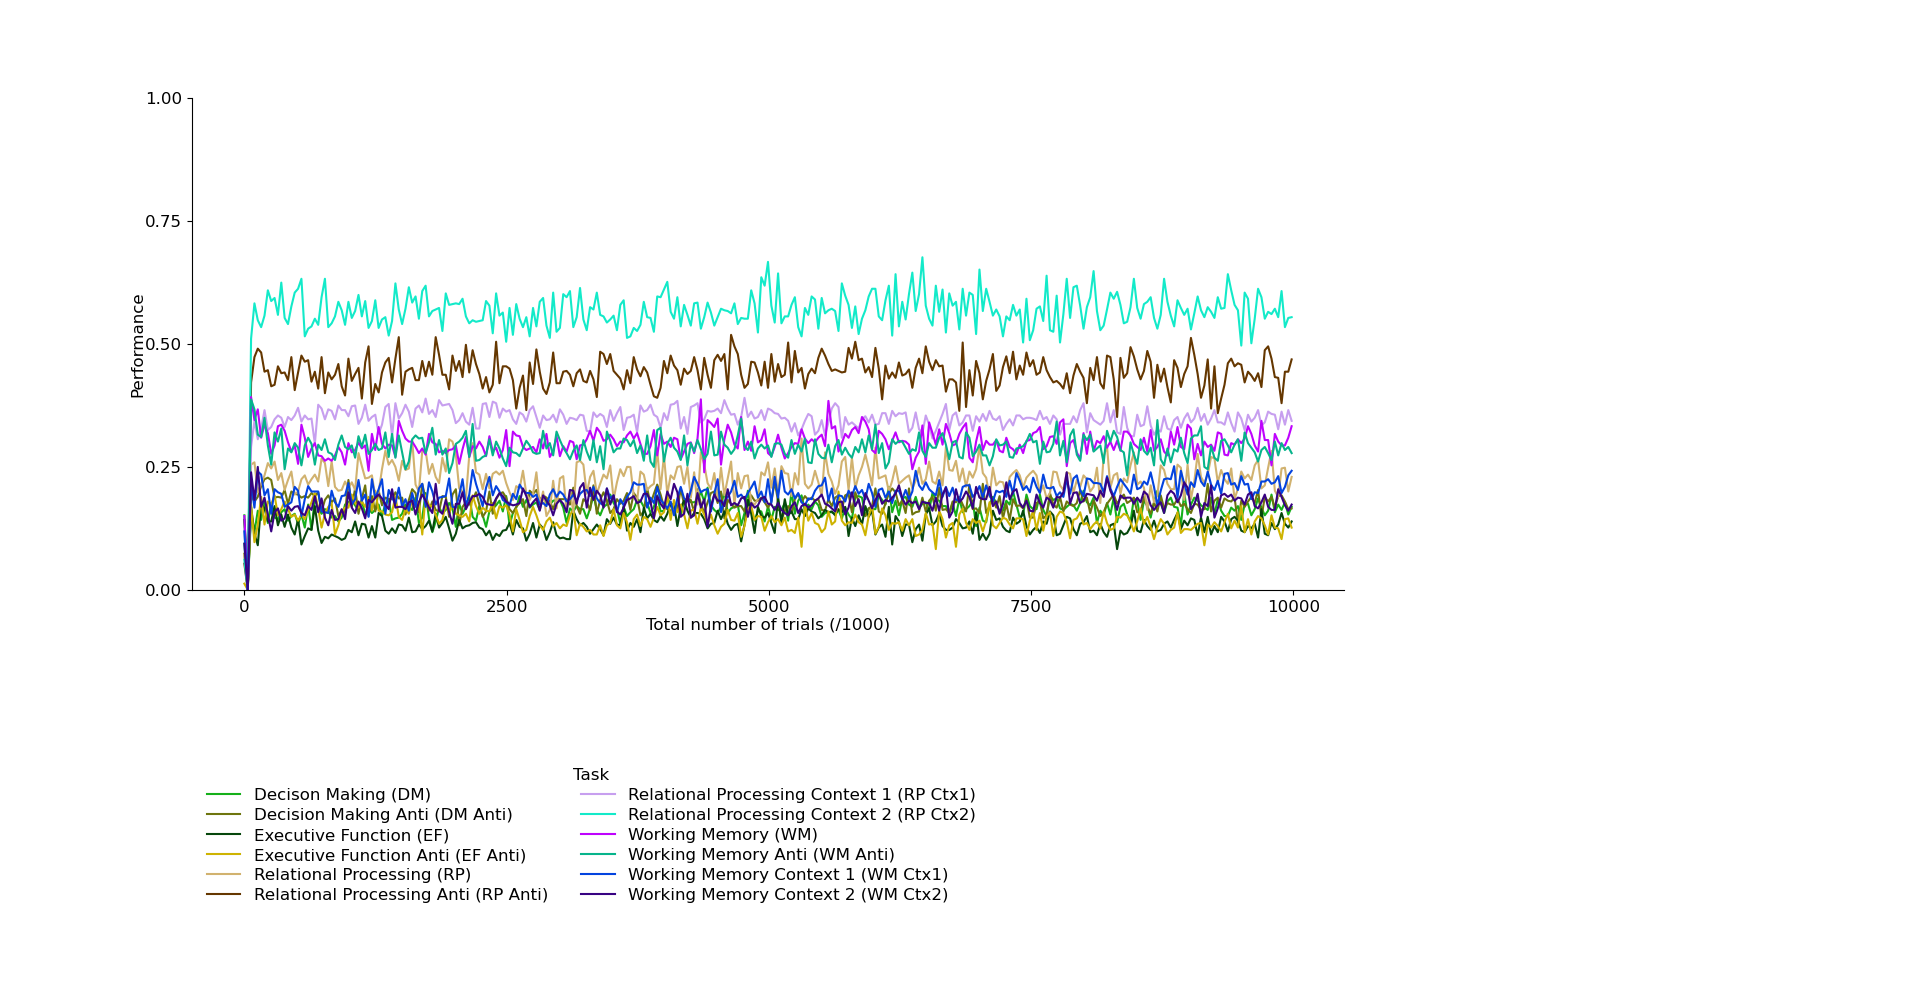 1.00
0.75
0.50
0.25
0.00
Performance
0 2500 5000 7500 10000
Total number of trials (/1000)
Task
Decison Making (DM)
Decision Making Anti (DM Anti)
Executive Function (EF)
Executive Function Anti (EF Anti)
Relational Processing (RP)
Relational Processing Anti (RP Anti)
Relational Processing Context 1 (RP Ctx1)
Relational Processing Context 2 (RP Ctx2)
Working Memory (WM)
Working Memory Anti (WM Anti)
Working Memory Context 1 (WM Ctx1)
Working Memory Context 2 (WM Ctx2)